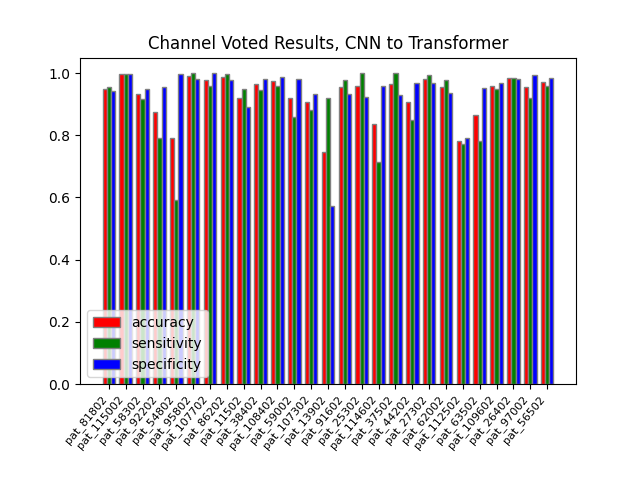 Channel Voted Results, CNN to Transformer
1.0
0.8
0.6
0.4
0.2
0.0
accuracy
sensitivity
specificity
pat_81802
pat_115002
pat_58302
pat_92202
pat_54802
pat_95802
pat_107702
pat_86202
pat_11502
pat_38402
pat_108402
pat_59002
pat_107302
pat_13902
pat_91602
pat_25302
pat_114602
pat_37502
pat_44202
pat_27302
pat_62002
pat_112502
pat_63502
pat_109602
pat_26402
pat_97002
pat_56502